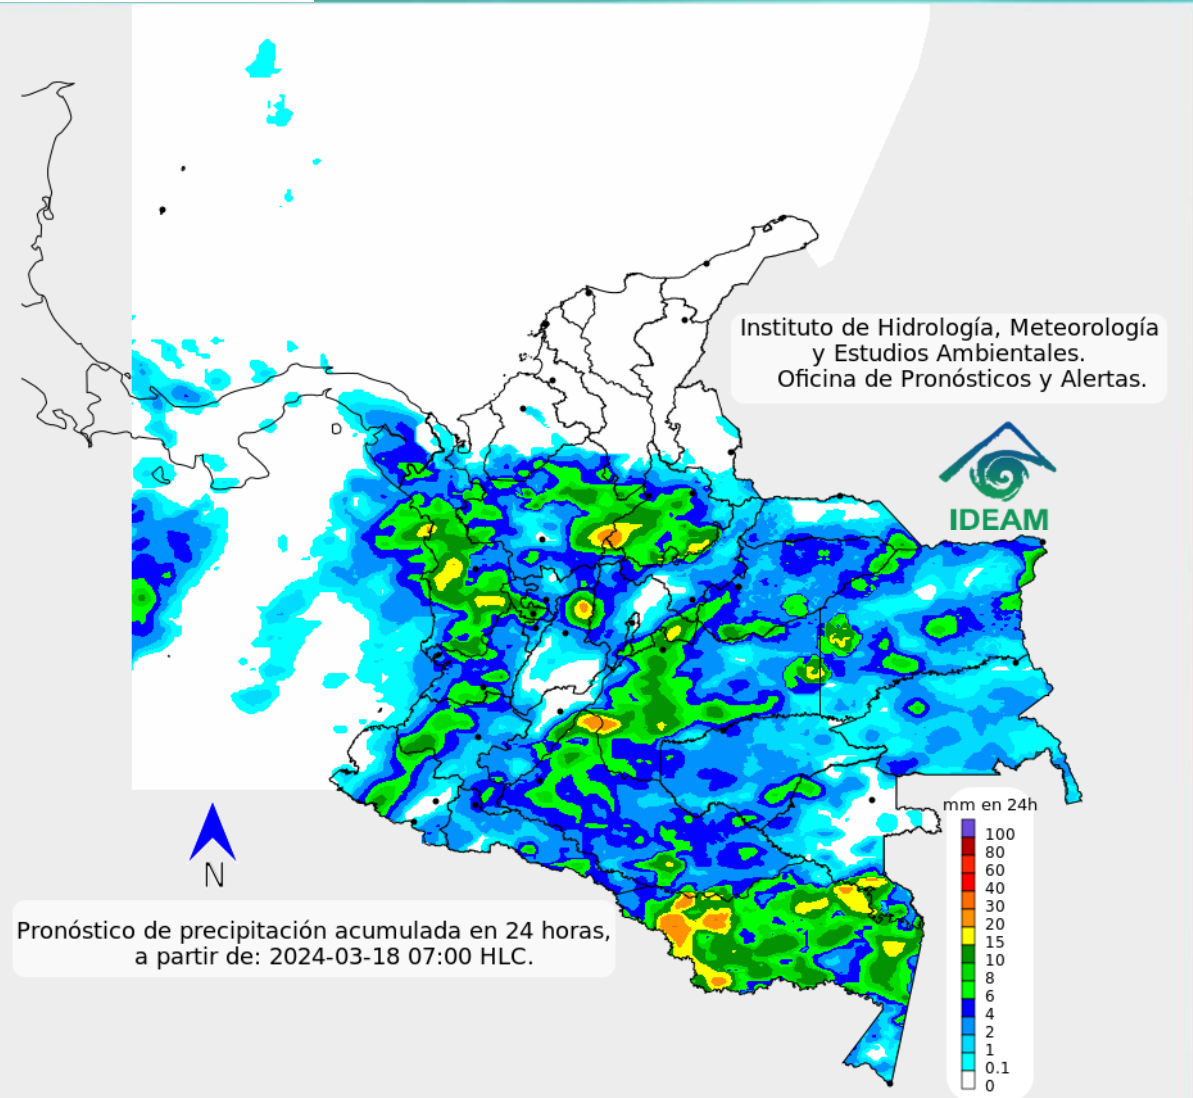 Instituto de Hidrología, Meteorología
y Estudios Ambientales.
Oficina de Pronósticos y Alertas.
IDEAM
mm en 24h
100
80
60
40
30
20
15
10
8
6
4
2
1
0.1
0
N
Pronóstico de precipitación acumulada en 24 horas,
a partir de: 2024-03-18 07:00 HLC.